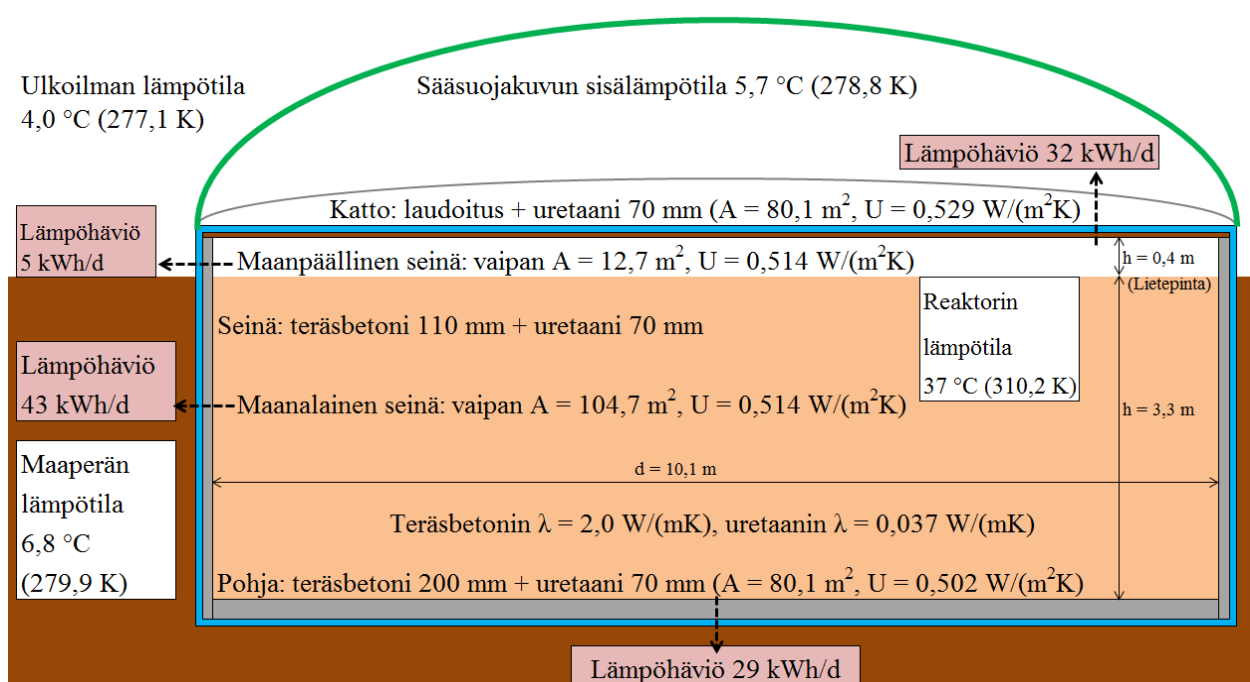 Ulkoilman lämpötila
4,0 °C (277,1 K)
Sääsuojakuvun sisälämpötila 5,7 °C (278,8 K)
Lämpöhäviö 32 kWh/d
Katto: laudoitus + uretaani 70 mm (A = 80,1 m², U = 0,529 W/(m²K)
Lämpöhäviö
5 kWh/d
Maanpäällinen seinä: vaipan A = 12,7 m², U = 0,514 W/(m²K)
h = 0,4 m
(Lietepinta)
Reaktorin
lämpötila
37 °C (310,2 K)
Seinä: teräsbetoni 110 mm + uretaani 70 mm
Lämpöhäviö
43 kWh/d
Maanalainen seinä: vaipan A = 104,7 m², U = 0,514 W/(m²K)
h = 3,3 m
Maaperän
lämpötila
6,8 °C
(279,9 K)
d = 10,1 m
Teräsbetonin λ = 2,0 W/(mK), uretaanin λ = 0,037 W/(mK)
Pohja: teräsbetoni 200 mm + uretaani 70 mm (A = 80,1 m², U = 0,502 W/(m²K)
Lämpöhäviö 29 kWh/d